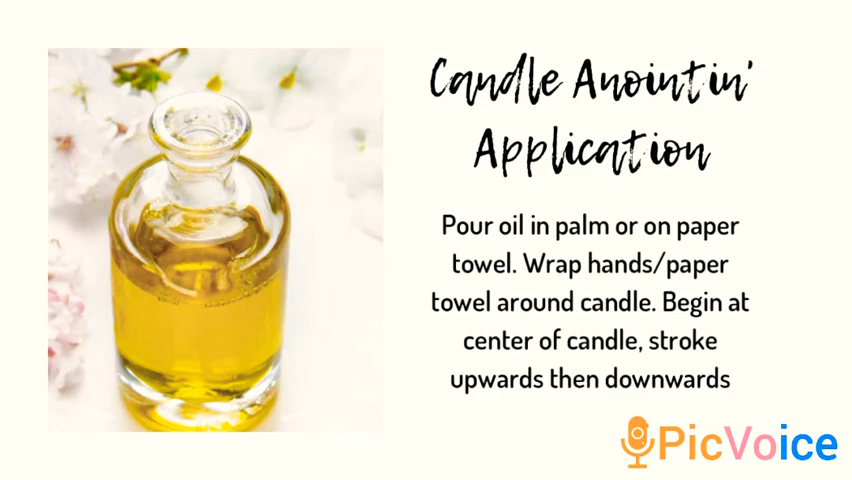 Candle Anointin'
Application
Pour oil in palm or on paper
towel. Wrap hands/paper
towel around candle. Begin at
center of candle, stroke
upwards then downwards
PicVoice